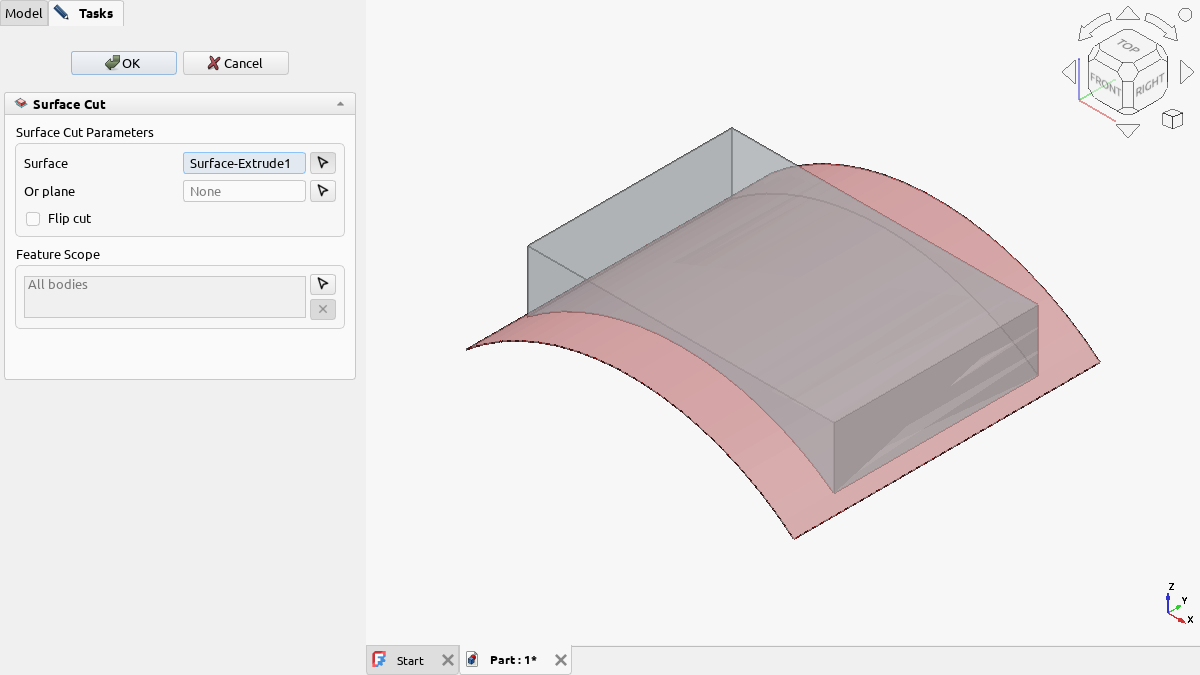 Model
Tasks
OK
Cancel
Surface Cut
Surface Cut Parameters
Surface
Surface-Extrude1
Or plane
None
Flip cut
Feature Scope
All bodies
TOP
FRONT
RIGHT
Z
Y
X
Start
Part : 1*